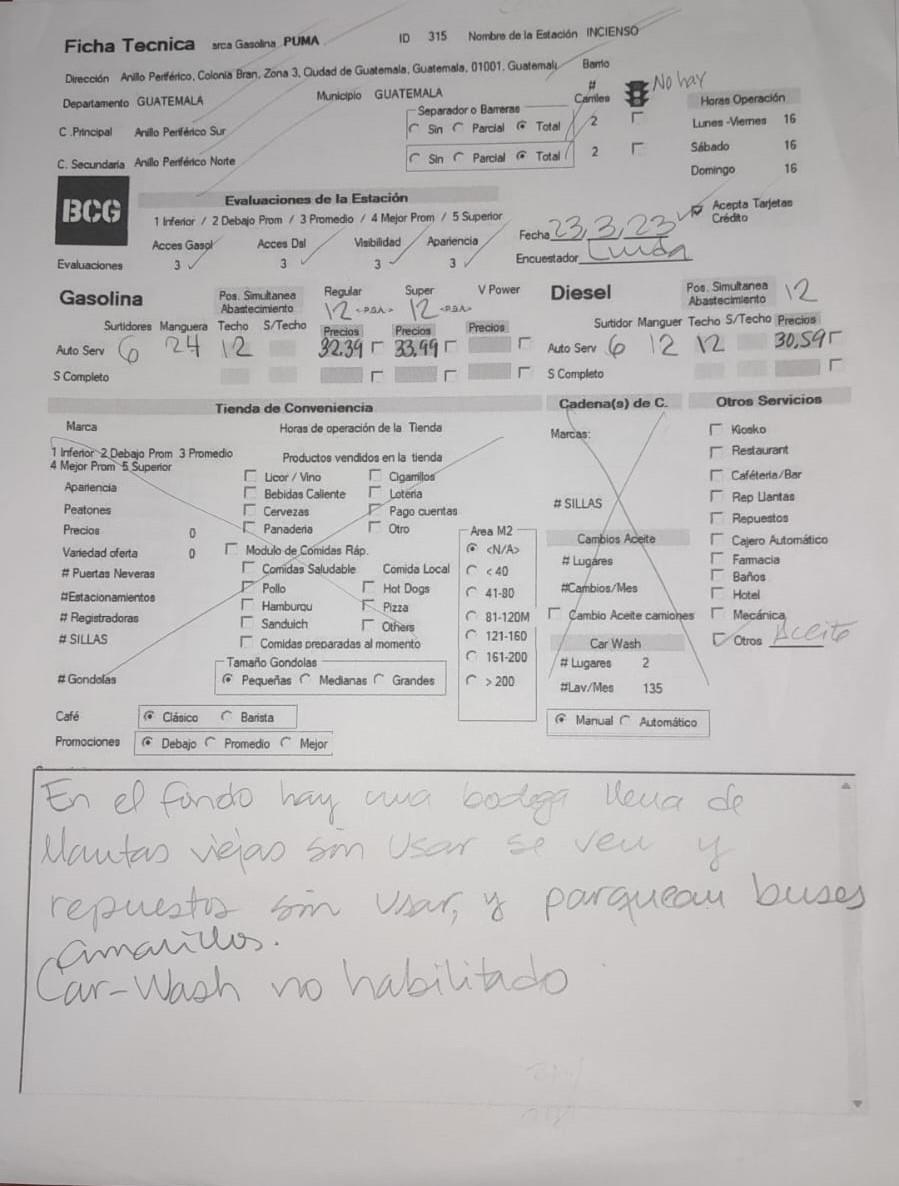 Ficha Tecnica arca Gasolina PUMA ID 315 Nombre de la Estación INCIENSO
Dirección Anillo Periférico, Colonia Bran, Zona 3, Ciudad de Guatemala, Guatemala, 01001, Guatemal Barrio
Departamento GUATEMALA Municipio GUATEMALA # Carriles No hay Horas Operación
Separador o Barreras
C .Principal Anillo Periférico Sur Sin Parcial Total 2 Lunes -Viernes 16
Sábado 16
C. Secundaria Anillo Periférico Norte Sin Parcial Total 2
Domingo 16
BCG Evaluaciones de la Estación
1 Inferior / 2 Debajo Prom / 3 Promedio / 4 Mejor Prom / 5 Superior
Acepta Tarjetas Crédito
Fecha 23,3,23
Acces Gasol Acces Dsl Visibilidad Apariencia
Encuestador
Evaluaciones 3 3 3 3
Gasolina Pos. Simultanea Abastecimiento Regular 12 Super 12 V Power
Diesel Pos. Simultanea Abastecimiento 12
Surtidores Manguera Techo S/Techo Precios Precios Precios
Surtidor Manguer Techo S/Techo Precios
Auto Serv 6 24 12 32.39 33.99
Auto Serv 6 12 12 30.59
S Completo
S Completo
Tienda de Conveniencia
Cadena(s) de C.
Otros Servicios
Marca Horas de operación de la Tienda
Marcas:
1 Inferior 2 Debajo Prom 3 Promedio
4 Mejor Prom 5 Superior
Productos vendidos en la tienda
Apariencia Licor / Vino Cigarrillos
Bebidas Caliente Loteria
Peatones Cervezas Pago cuentas
Precios 0 Panaderia Otro
Variedad oferta 0 Modulo de Comidas Ráp.
# Puertas Neveras Comidas Saludable Comida Local
#Estacionamientos Pollo Hot Dogs
# Registradoras Hamburqu Pizza
# SILLAS Sanduich Others
Comidas preparadas al momento
Tamaño Gondolas
# Gondolas Pequeñas Medianas Grandes
Area M2
<N/A>
< 40
41-80
81-120M
121-160
161-200
> 200
# SILLAS
Cambios Aceite
# Lugares
#Cambios/Mes
Cambio Aceite camiones
Car Wash
# Lugares 2
#Lav/Mes 135
Manual Automático
Kiosko
Restaurant
Caféteria/Bar
Rep Llantas
Repuestos
Cajero Automático
Farmacia
Baños
Hotel
Mecánica
Otros Aceite
Café Clásico Barista
Promociones Debajo Promedio Mejor
En el fondo hay una bodega llena de
llantas viejas sin usar se ven y
repuestos sin usar, y parquean buses
amarillos.
Car-Wash no habilitado